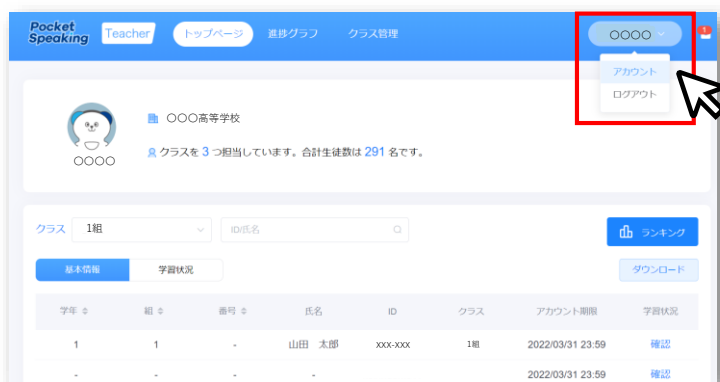 Pocket Speaking Teacher トップページ 進捗グラフ クラス管理 〇〇〇〇 1
アカウント
ログアウト
〇〇〇高等学校
クラスを 3 つ担当しています。合計生徒数は 291 名です。
〇〇〇〇
クラス 1組 ID/氏名 ランキング
基本情報 学習状況 ダウンロード
学年 組 番号 氏名 ID クラス アカウント期限 学習状況
1 1 - 山田 太郎 xxx-xxx 1組 2022/03/31 23:59 確認
- - - - 2022/03/31 23:59 確認